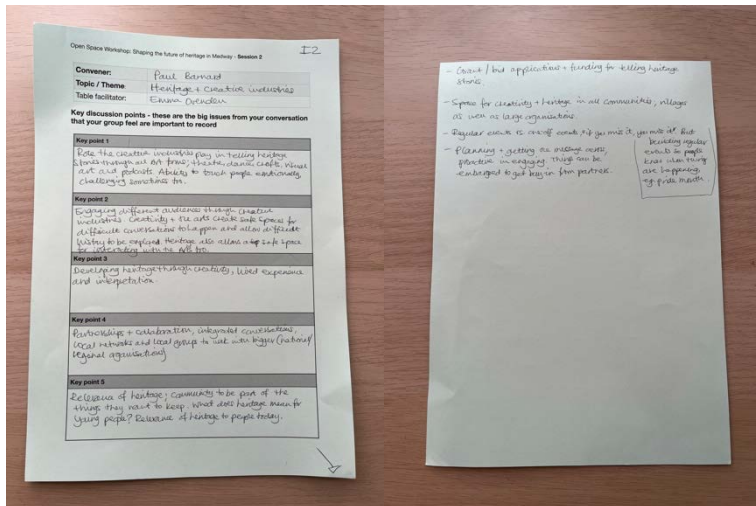 Open Space Workshop: Shaping the future of heritage in Medway - Session 2
I2
Convener: Paul Barnard
Topic / Theme Heritage + Creative industries
Table facilitator: Emma Drenden
Key discussion points - these are the big issues from your conversation
that your group feel are important to record
Key point 1
Role the creative industries play in telling heritage
stories through all Art forms; theatre, dance, crafts, visual
art and podcasts. Ability to touch people emotionally,
challenging sometimes too.
Key point 2
Engaging different audiences through creative
industries. Creativity + the arts create safe spaces for
difficult conversations to happen and allow difficult
history to be explored. Heritage also allows a safe space
for interacting with the Arts too.
Key point 3
Developing heritage through creativity, lived experience
and interpretation.
Key point 4
Partnerships + collaboration, integrated conversations,
local networks and local groups to link with bigger (national/
regional organisations)
Key point 5
Relevance of heritage; community to be part of the
things they want to keep. What does heritage mean for
young people? Relevance of heritage to people today.
- Grant / bid applications + funding for telling heritage
stories.
- Spaces for creativity + heritage in all communities, villages
as well as large organisations.
- Regular events vs one-off events, if you miss it, you miss it! But
branding regular
events so people
know when things
are happening
eg pride month
- Planning + getting message across,
effective in engaging. Things can be
embargoed to get buy in from partners.